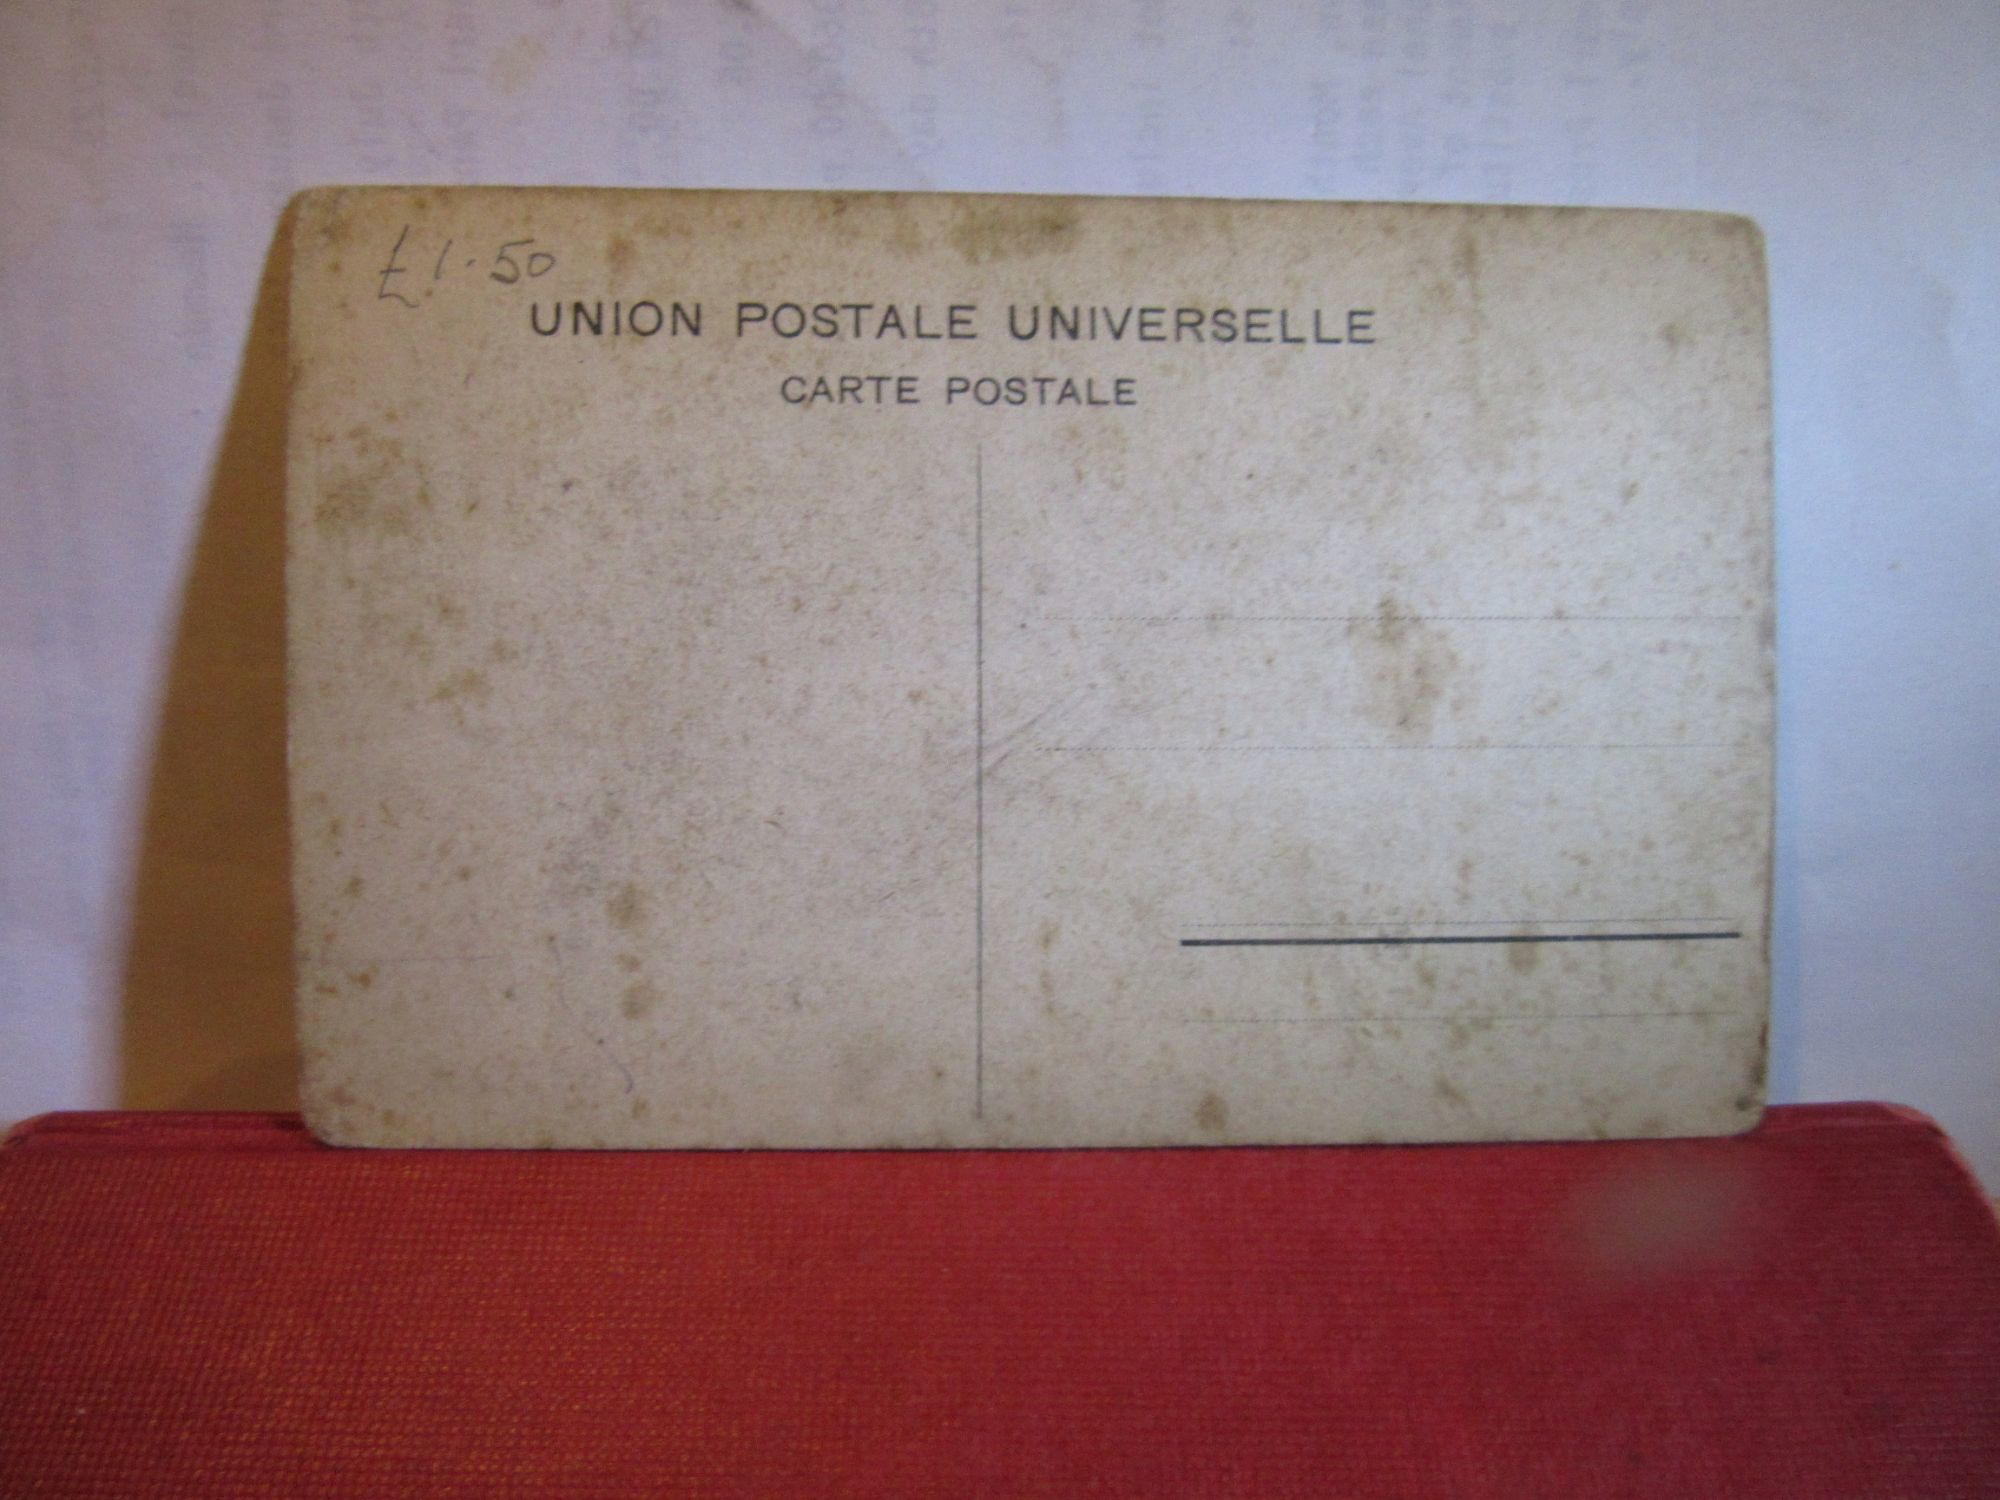 £1.50
UNION POSTALE UNIVERSELLE
CARTE POSTALE